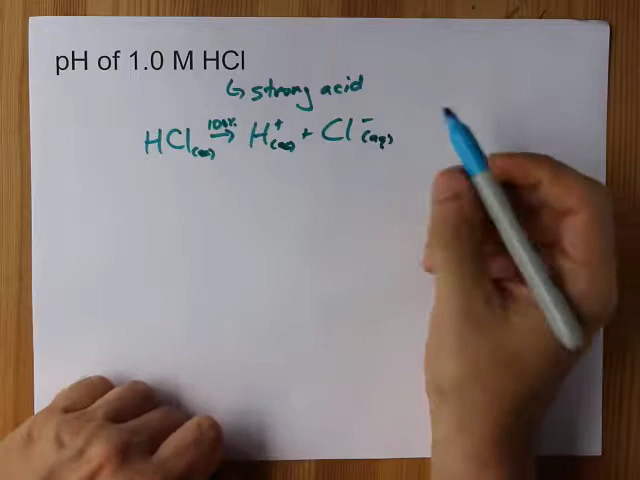 pH of 1.0 M HCl
↳ strong acid
HCl(aq) 100% → H+(aq) + Cl-(aq)